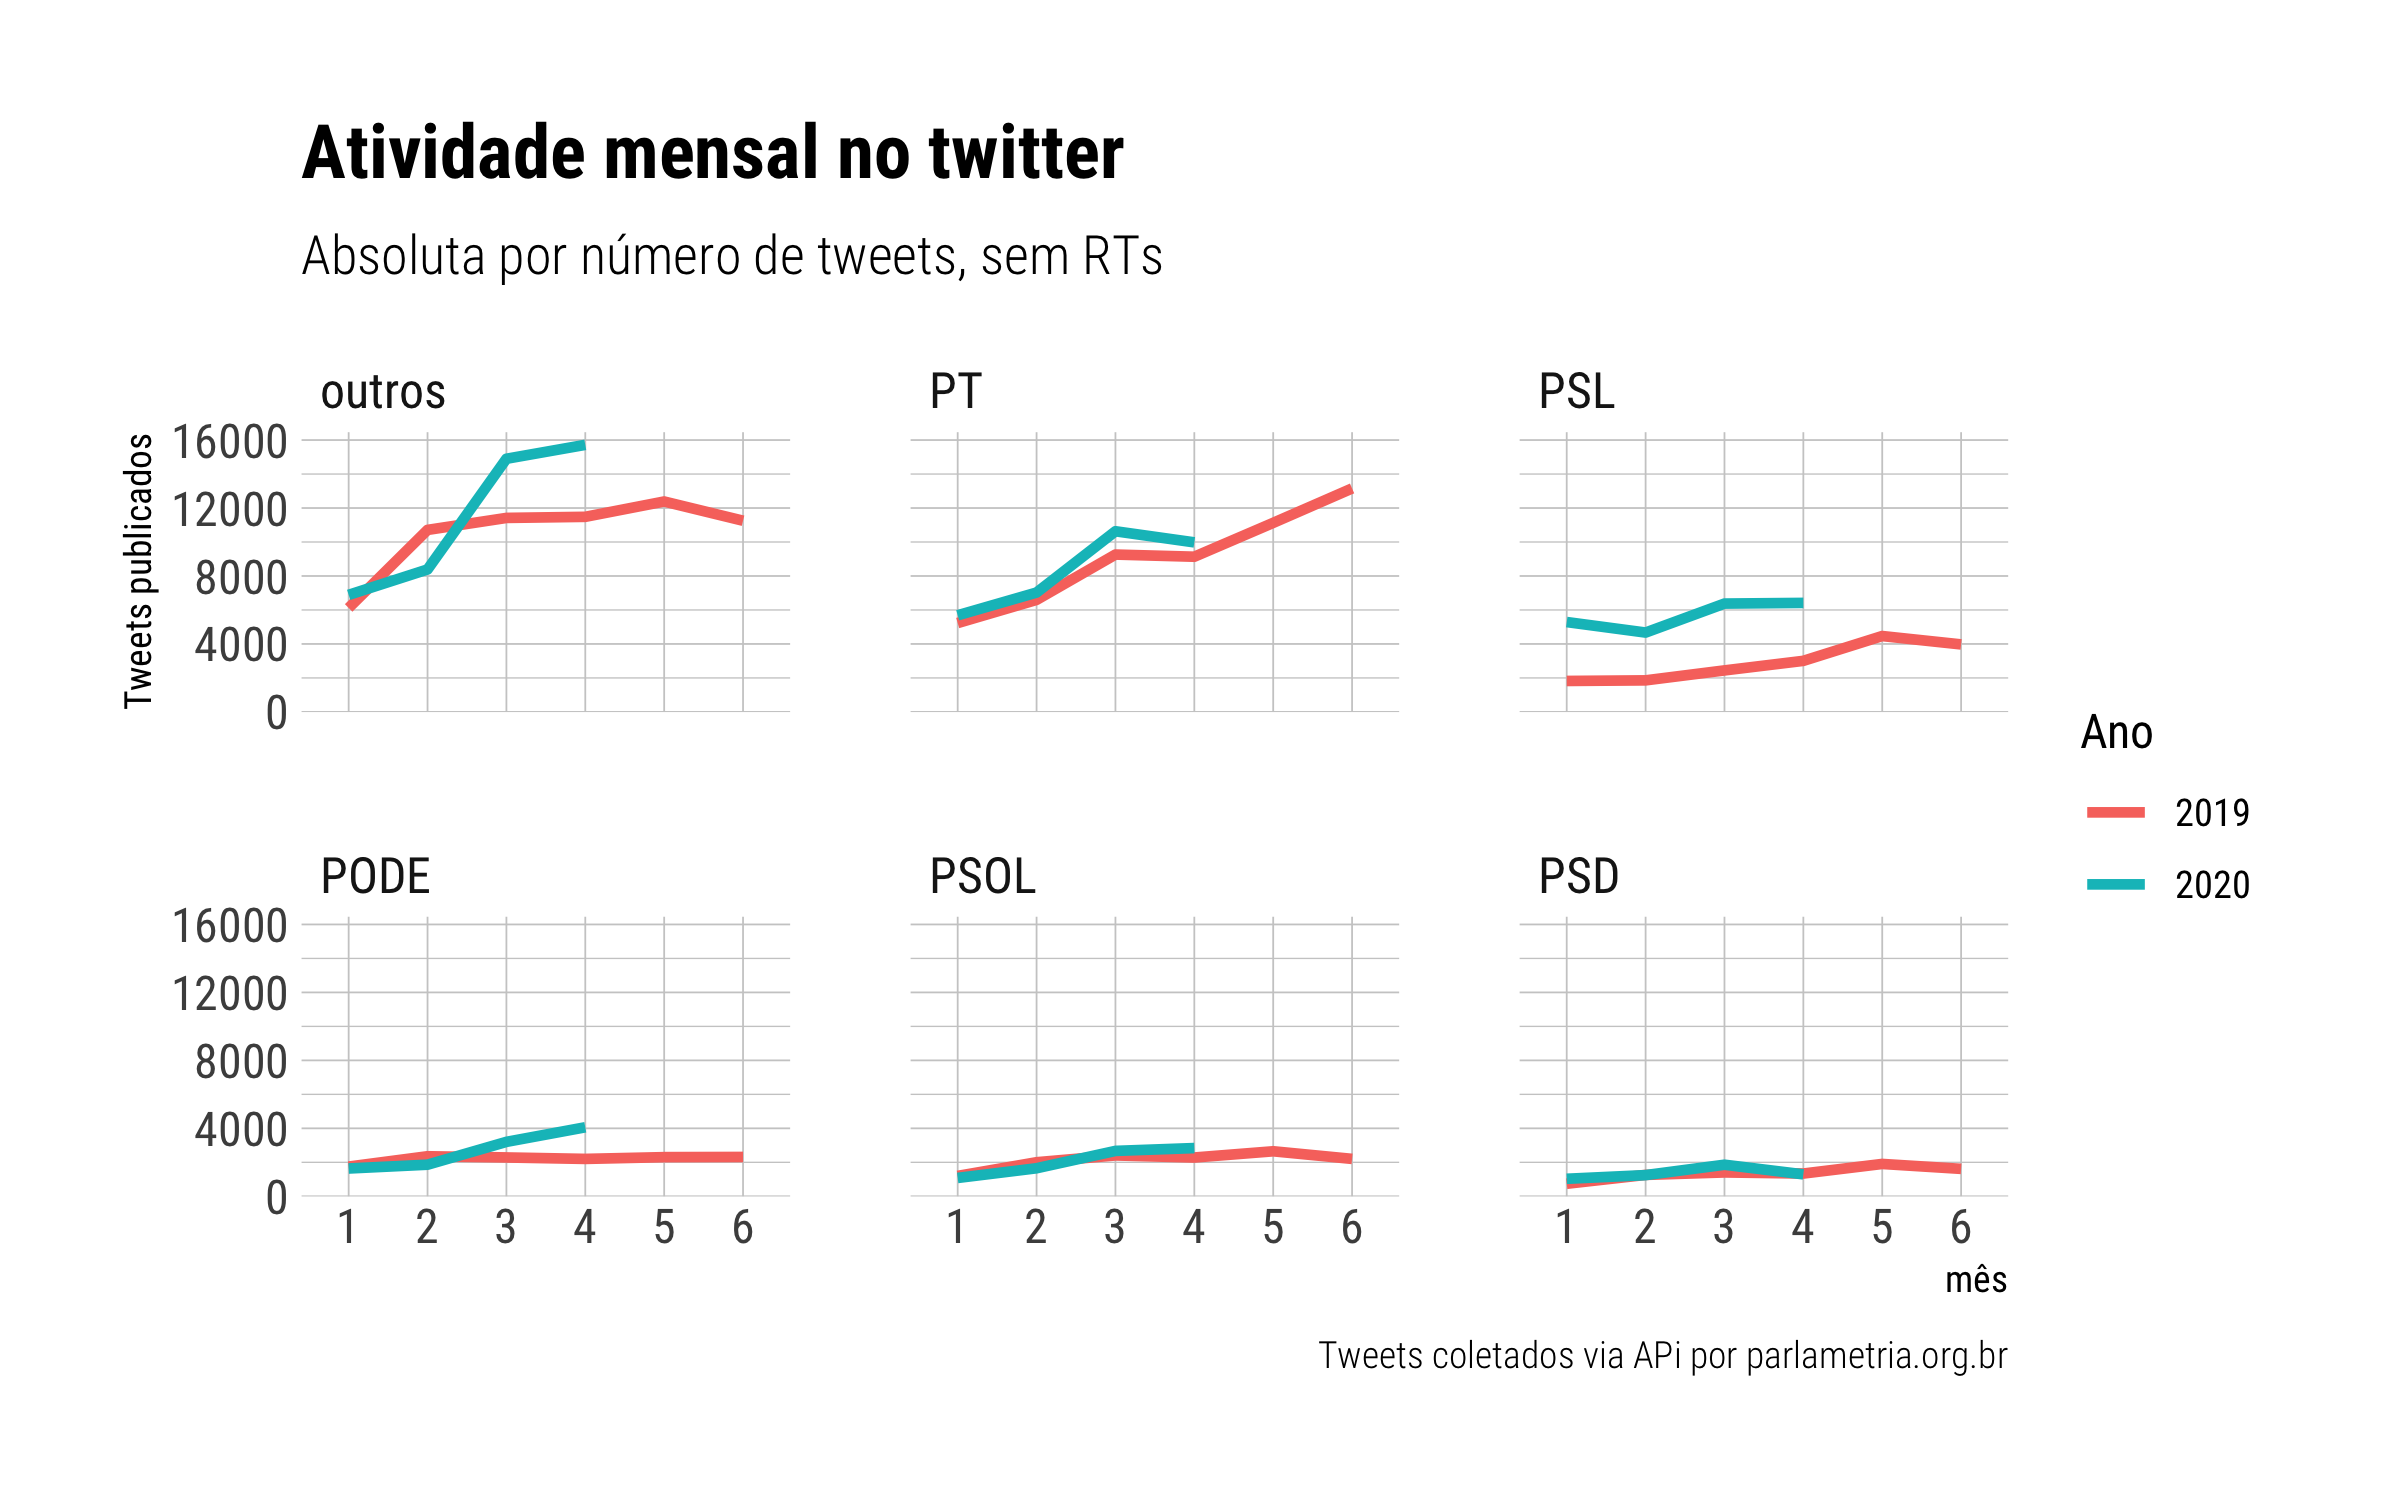 Atividade mensal no twitter
Absoluta por número de tweets, sem RTs
outros
PT
PSL
Tweets publicados
16000
12000
8000
4000
0
Ano
2019
2020
PODE
PSOL
PSD
16000
12000
8000
4000
0
1 2 3 4 5 6
1 2 3 4 5 6
1 2 3 4 5 6
mês
Tweets coletados via APi por parlametria.org.br